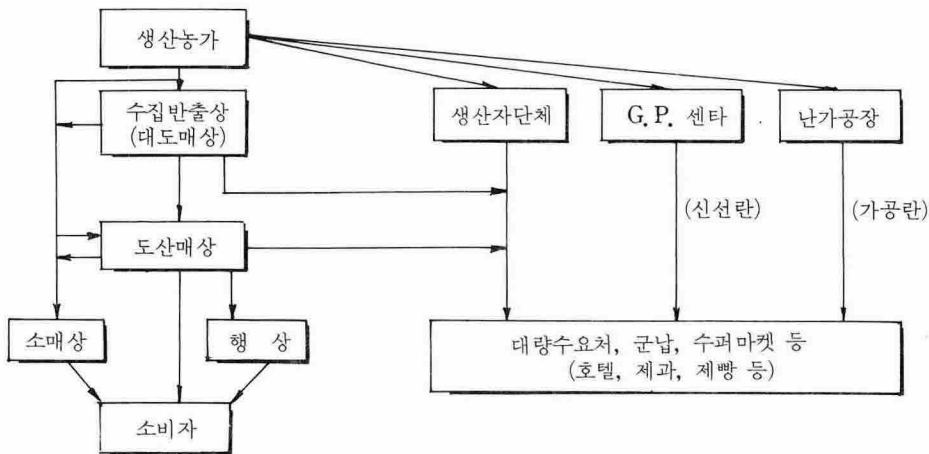 생산농가
수집반출상
(대도매상)
생산자단체
G.P. 센타
난가공장
(신선란)
(가공란)
도산매상
소매상
행 상
대량수요처, 군납, 수퍼마켓 등
(호텔, 제과, 제빵 등)
소비자